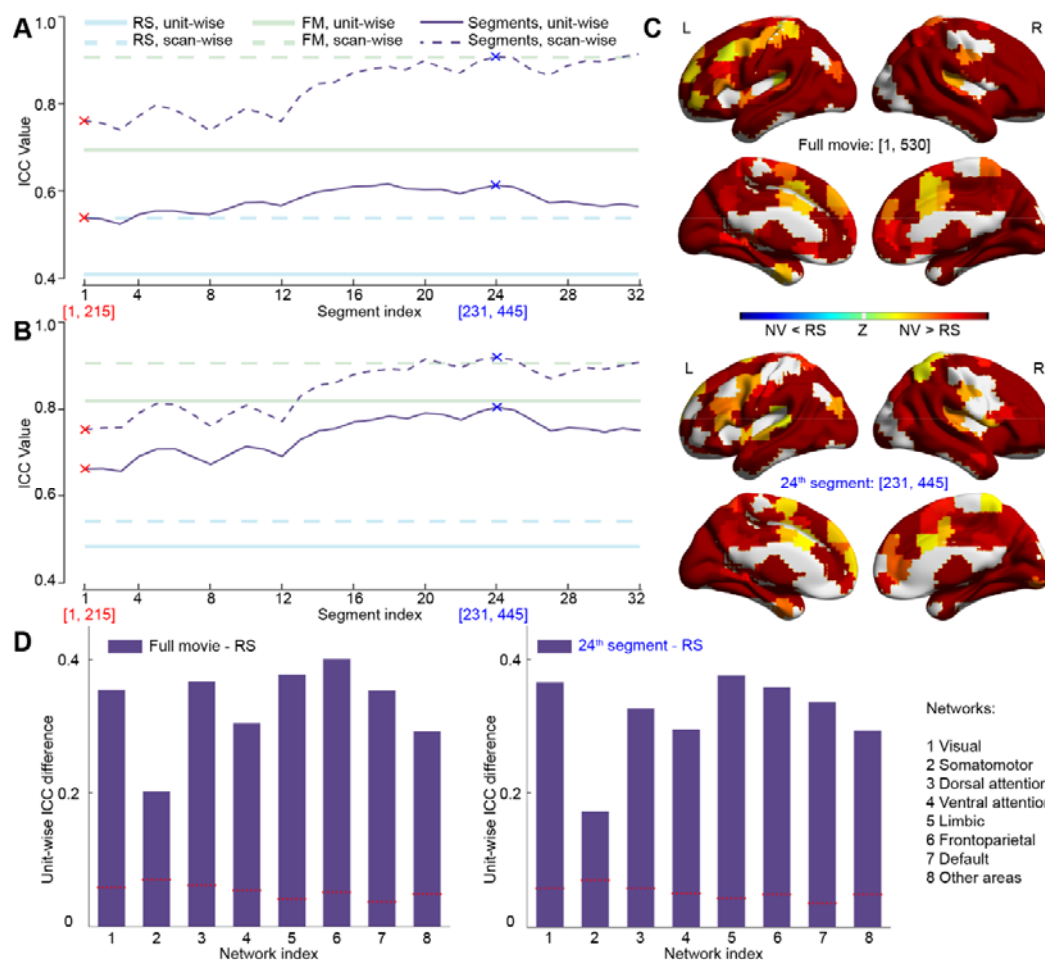 A
RS, unit-wise
FM, unit-wise
Segments, unit-wise
RS, scan-wise
FM, scan-wise
Segments, scan-wise
1.0
0.8
0.6
0.4
ICC Value
1 4 8 12 16 20 24 28 32
[1, 215] Segment index [231, 445]
B
1.0
0.8
0.6
0.4
ICC Value
1 4 8 12 16 20 24 28 32
[1, 215] Segment index [231, 445]
C
L R
Full movie: [1, 530]
NV < RS Z NV > RS
L R
24th segment: [231, 445]
D
Full movie - RS
0.4
0.2
0
Unit-wise ICC difference
1 2 3 4 5 6 7 8
Network index
24th segment - RS
0.4
0.2
0
Unit-wise ICC difference
1 2 3 4 5 6 7 8
Network index
Networks:
1 Visual
2 Somatomotor
3 Dorsal attention
4 Ventral attention
5 Limbic
6 Frontoparietal
7 Default
8 Other areas